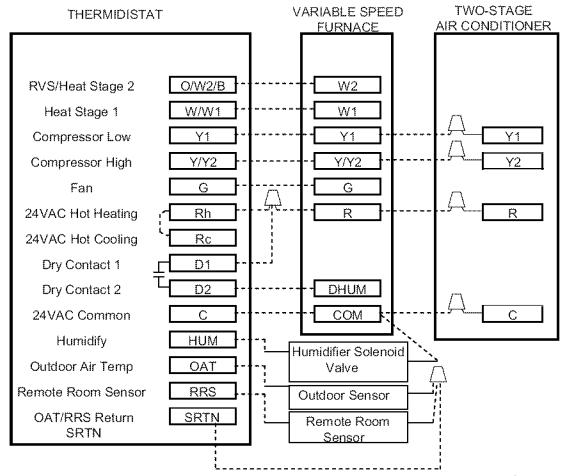 THERMIDISTAT
VARIABLE SPEED
FURNACE
TWO-STAGE
AIR CONDITIONER
RVS/Heat Stage 2 O/W2/B W2
Heat Stage 1 W/W1 W1
Compressor Low Y1 Y1 Y1
Compressor High Y/Y2 Y/Y2 Y2
Fan G G
24VAC Hot Heating Rh R R
24VAC Hot Cooling Rc
Dry Contact 1 D1
Dry Contact 2 D2 DHUM
24VAC Common C COM C
Humidify HUM
Humidifier Solenoid
Valve
Outdoor Air Temp OAT
Outdoor Sensor
Remote Room Sensor RRS
Remote Room
Sensor
OAT/RRS Return
SRTN
SRTN